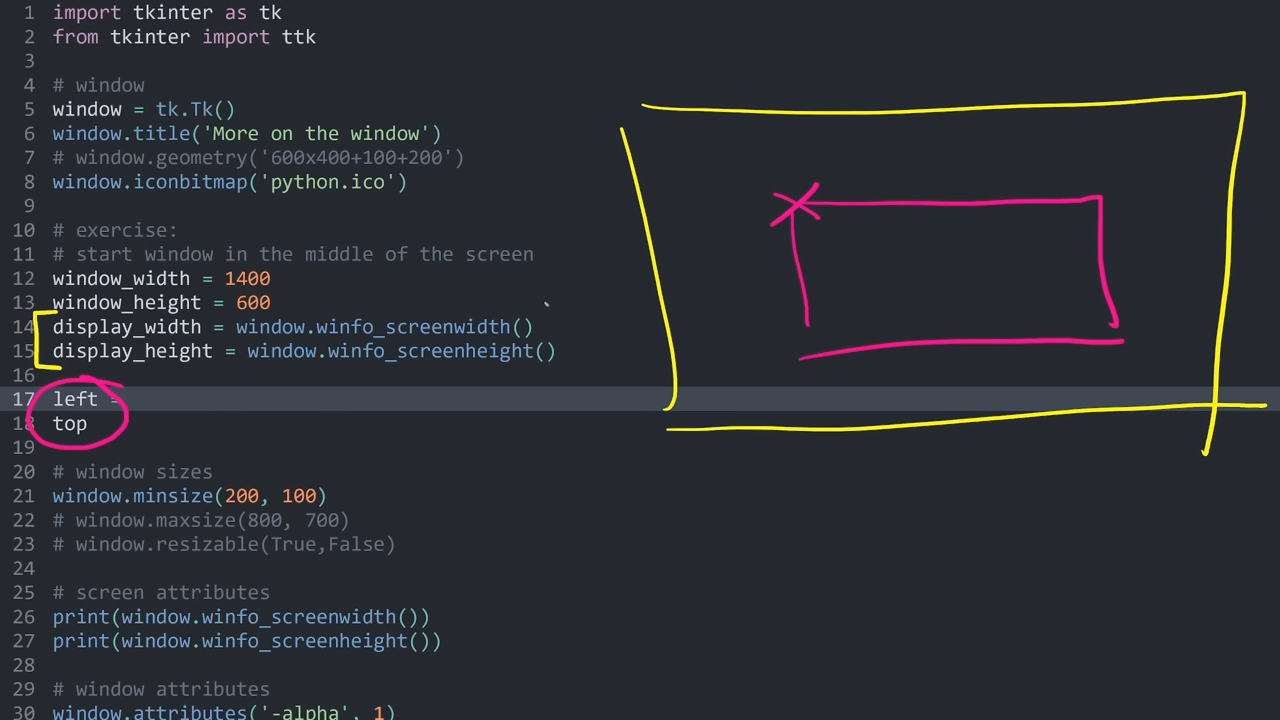 1 import tkinter as tk
2 from tkinter import ttk
3
4 # window
5 window = tk.Tk()
6 window.title('More on the window')
7 # window.geometry('600x400+100+200')
8 window.iconbitmap('python.ico')
9
10 # exercise:
11 # start window in the middle of the screen
12 window_width = 1400
13 window_height = 600
14 display_width = window.winfo_screenwidth()
15 display_height = window.winfo_screenheight()
16
17 left =
18 top
19
20 # window sizes
21 window.minsize(200, 100)
22 # window.maxsize(800, 700)
23 # window.resizable(True,False)
24
25 # screen attributes
26 print(window.winfo_screenwidth())
27 print(window.winfo_screenheight())
28
29 # window attributes
30 window.attributes('-alpha', 1)